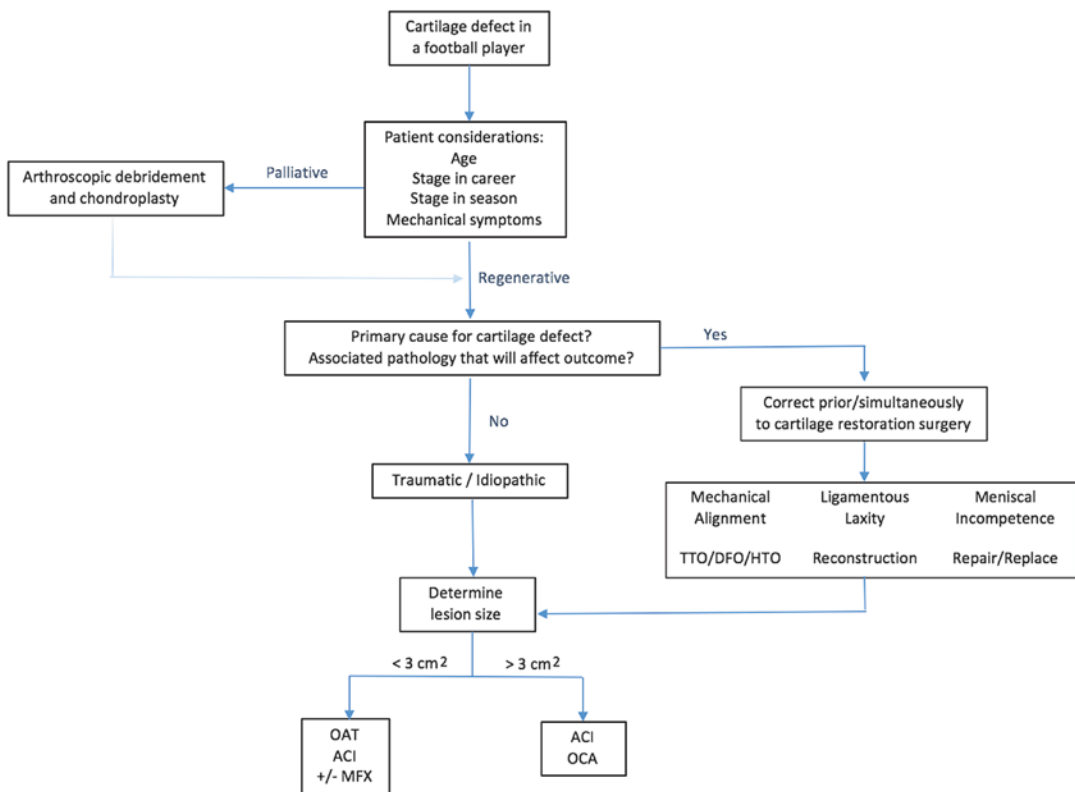 Cartilage defect in
a football player
Patient considerations:
Age
Stage in career
Stage in season
Mechanical symptoms
Palliative
Arthroscopic debridement
and chondroplasty
Regenerative
Primary cause for cartilage defect?
Associated pathology that will affect outcome?
Yes
Correct prior/simultaneously
to cartilage restoration surgery
No
Traumatic / Idiopathic
Mechanical Alignment
TTO/DFO/HTO
Ligamentous Laxity
Reconstruction
Meniscal Incompetence
Repair/Replace
Determine
lesion size
< 3 cm²
> 3 cm²
OAT
ACI
+/- MFX
ACI
OCA